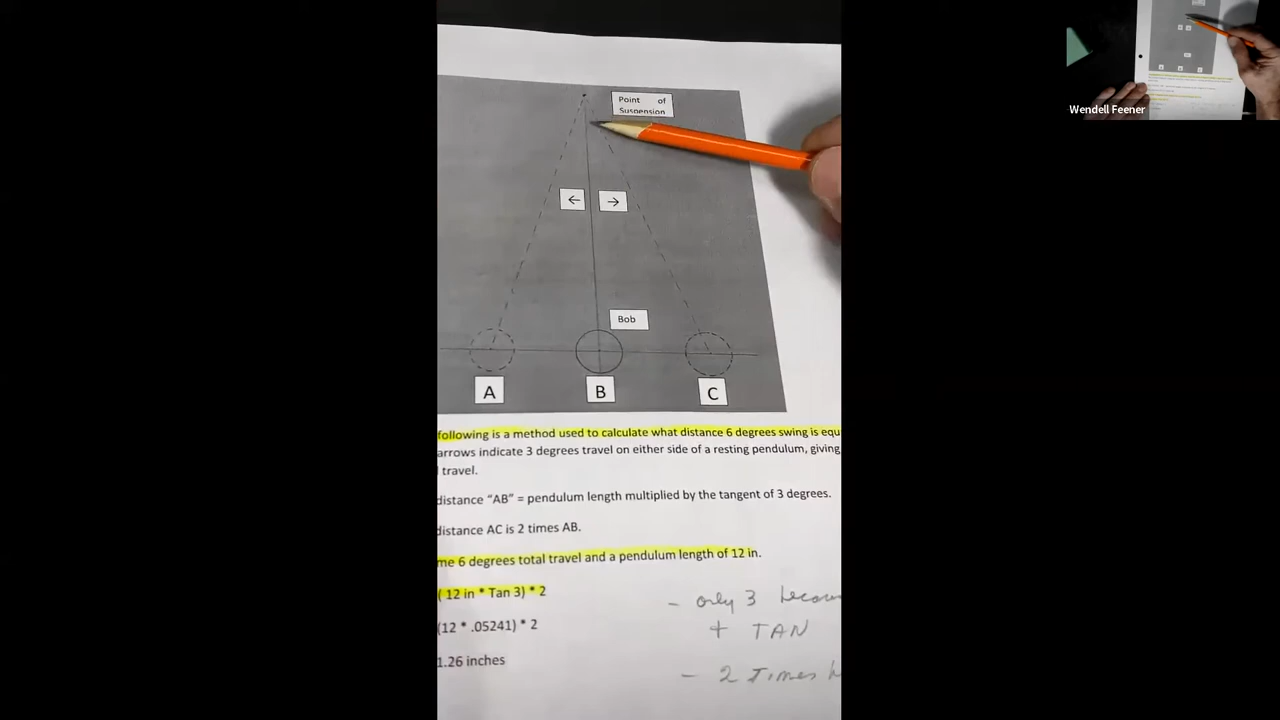 Point of
Suspension
Wendell Feener
← →
Bob
A B C
following is a method used to calculate what distance 6 degrees swing is equ
arrows indicate 3 degrees travel on either side of a resting pendulum, giving
travel.
distance “AB” = pendulum length multiplied by the tangent of 3 degrees.
distance AC is 2 times AB.
me 6 degrees total travel and a pendulum length of 12 in.
( 12 in * Tan 3) * 2
- only 3 becau
(12 * .05241) * 2
+ TAN
1.26 inches
- 2 Times